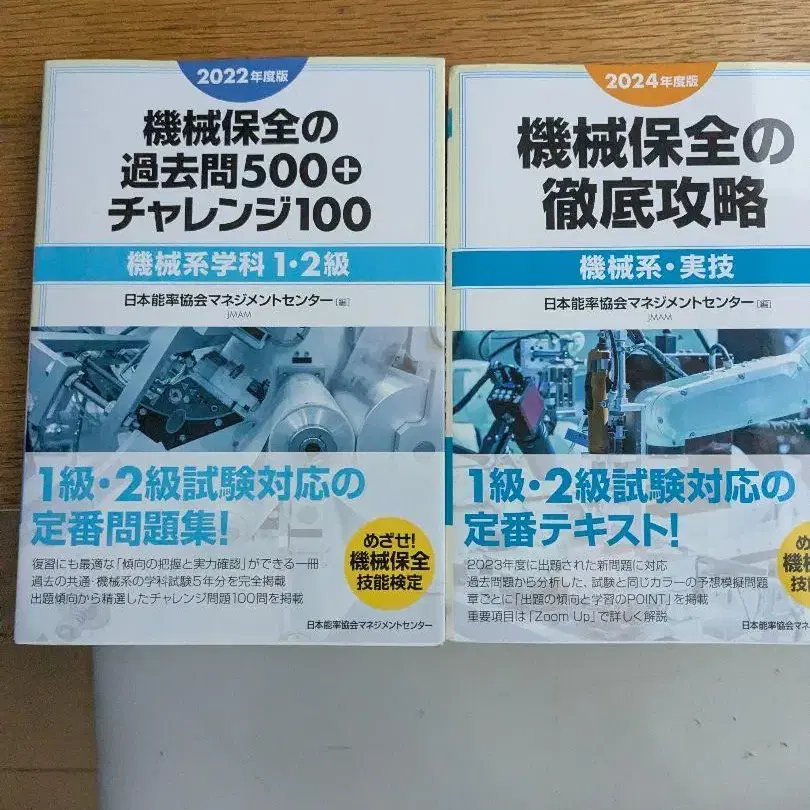 2022年度版
機械保全の
過去問500+
チャレンジ100
機械系学科 1・2級
日本能率協会マネジメントセンター[編]
JMAM
1級・2級試験対応の
定番問題集!
復習にも最適な「傾向の把握と実力確認」ができる一冊
過去の共通・機械系の学科試験5年分を完全掲載
出題傾向から精選したチャレンジ問題100問を掲載
めざせ!
機械保全
技能検定
日本能率協会マネジメントセンター
2024年度版
機械保全の
徹底攻略
機械系・実技
日本能率協会マネジメントセンター[編]
JMAM
1級・2級試験対応の
定番テキスト!
2023年度に出題された新問題に対応
過去問題から分析した、試験と同じカラーの予想模擬問題
章ごとに「出題の傾向と学習のPOINT」を掲載
重要項目は「Zoom Up」で詳しく解説
め
機械
技能
日本能率協会マネ